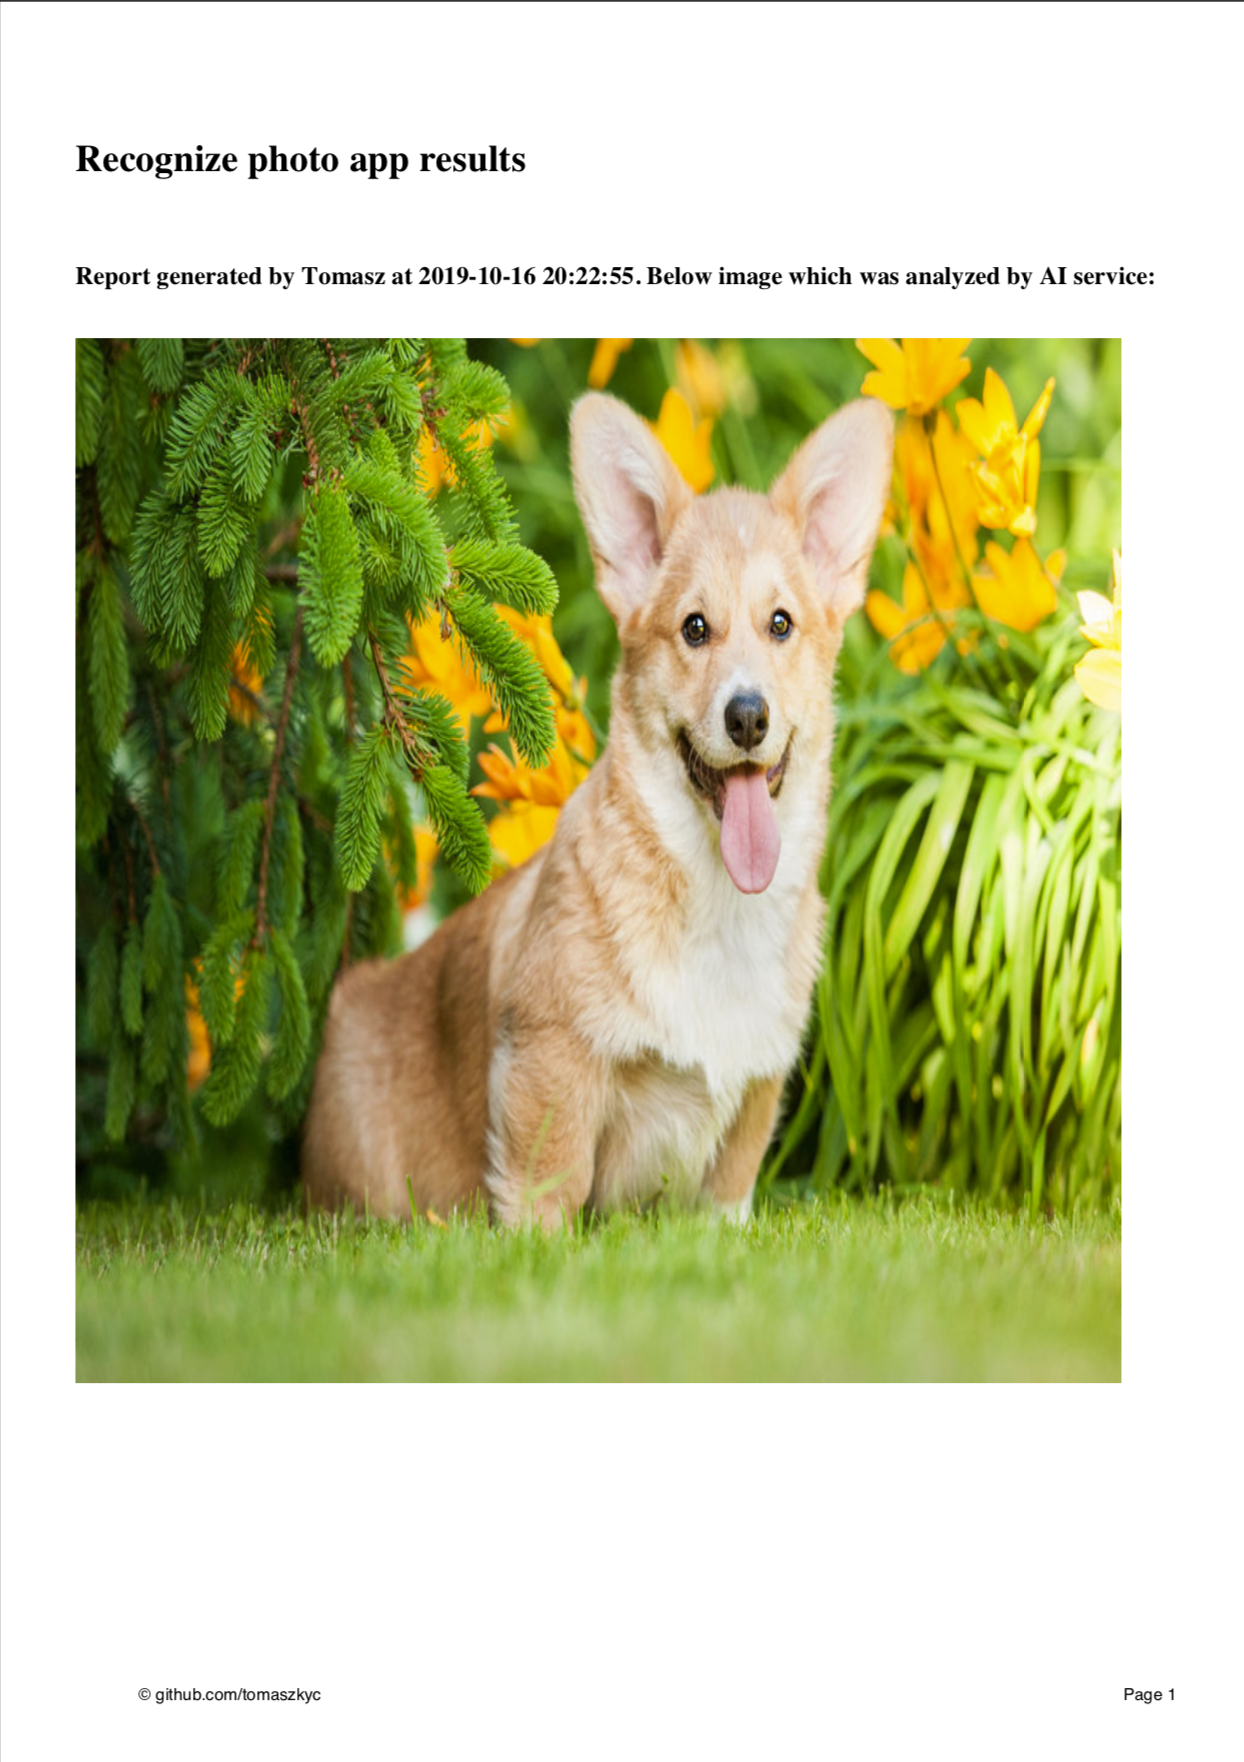 Recognize photo app results
Report generated by Tomasz at 2019-10-16 20:22:55. Below image which was analyzed by AI service:
© github.com/tomaszkyc
Page 1